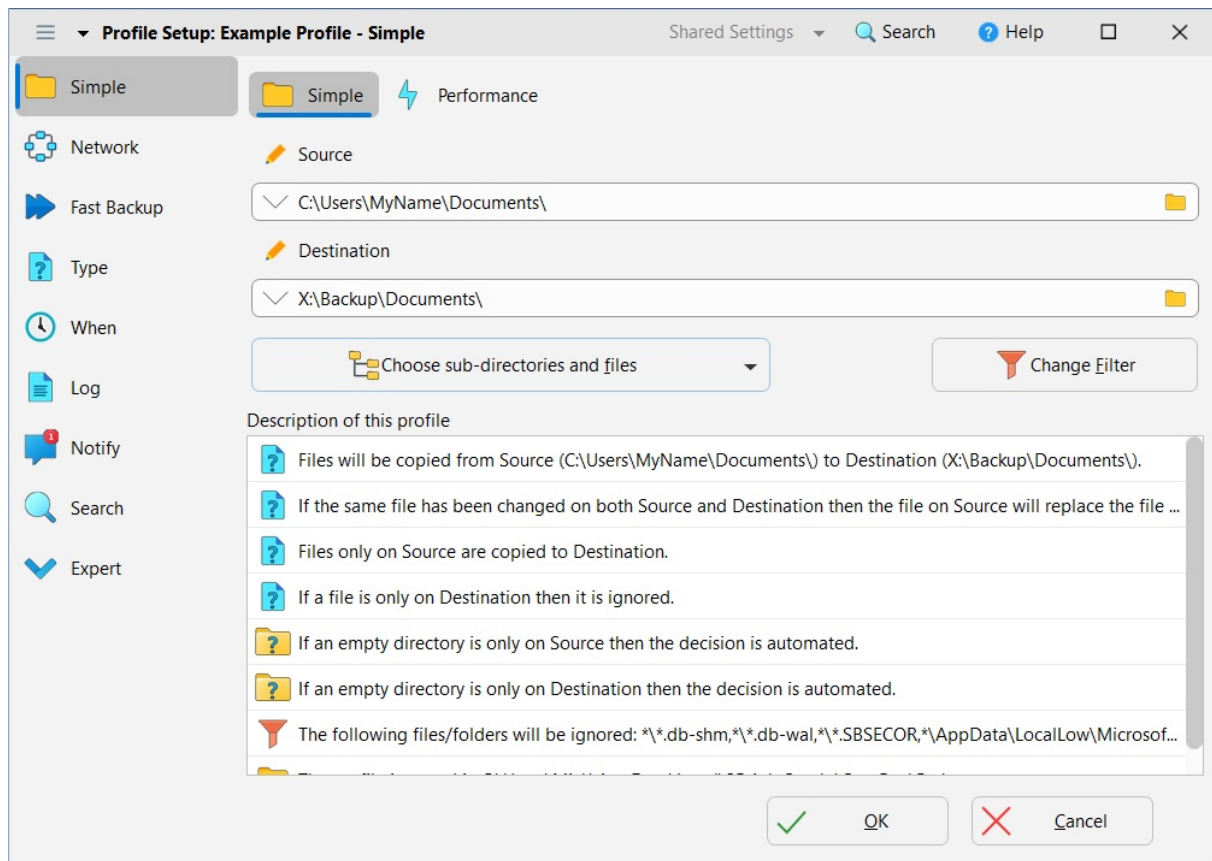 Profile Setup: Example Profile - Simple
Shared Settings
Search
Help
Simple
Network
Fast Backup
Type
When
Log
1
Notify
Search
Expert
Simple
Performance
Source
C:\Users\MyName\Documents\
Destination
X:\Backup\Documents\
Choose sub-directories and files
Change Filter
Description of this profile
Files will be copied from Source (C:\Users\MyName\Documents\) to Destination (X:\Backup\Documents\).
If the same file has been changed on both Source and Destination then the file on Source will replace the file ...
Files only on Source are copied to Destination.
If a file is only on Destination then it is ignored.
If an empty directory is only on Source then the decision is automated.
If an empty directory is only on Destination then the decision is automated.
The following files/folders will be ignored: *\*.db-shm,*\*.db-wal,*\*.SBSECOR,*\AppData\LocalLow\Microsof...
OK
Cancel